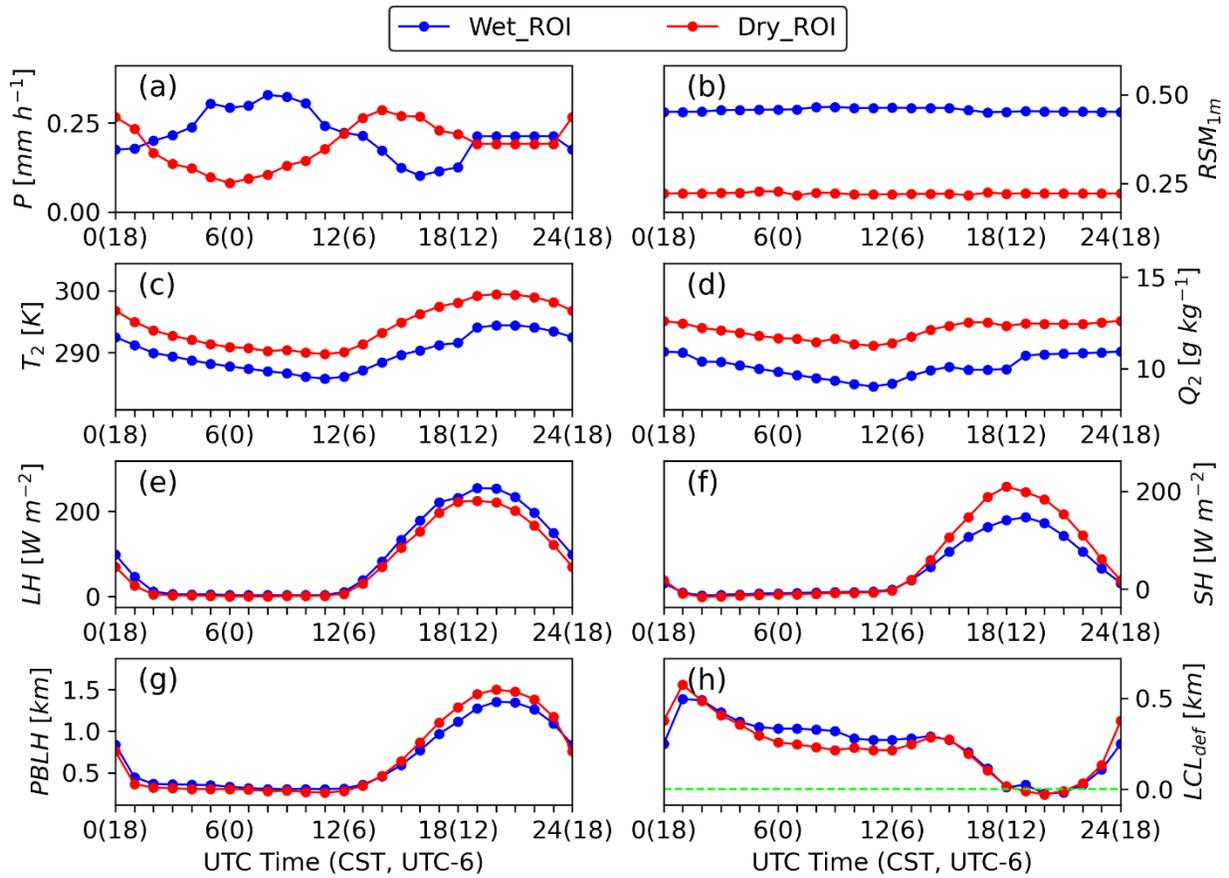 Wet_ROI Dry_ROI
(a)
P [mm h⁻¹]
0.25
0.00
0(18) 6(0) 12(6) 18(12) 24(18)
(b)
0.50
0.25
RSM₁ₘ
0(18) 6(0) 12(6) 18(12) 24(18)
(c)
T₂ [K]
300
290
0(18) 6(0) 12(6) 18(12) 24(18)
(d)
15
10
Q₂ [g kg⁻¹]
0(18) 6(0) 12(6) 18(12) 24(18)
(e)
LH [W m⁻²]
200
0
0(18) 6(0) 12(6) 18(12) 24(18)
(f)
200
0
SH [W m⁻²]
0(18) 6(0) 12(6) 18(12) 24(18)
(g)
PBLH [km]
1.5
1.0
0.5
0(18) 6(0) 12(6) 18(12) 24(18)
UTC Time (CST, UTC-6)
(h)
0.5
0.0
LCL_def [km]
0(18) 6(0) 12(6) 18(12) 24(18)
UTC Time (CST, UTC-6)